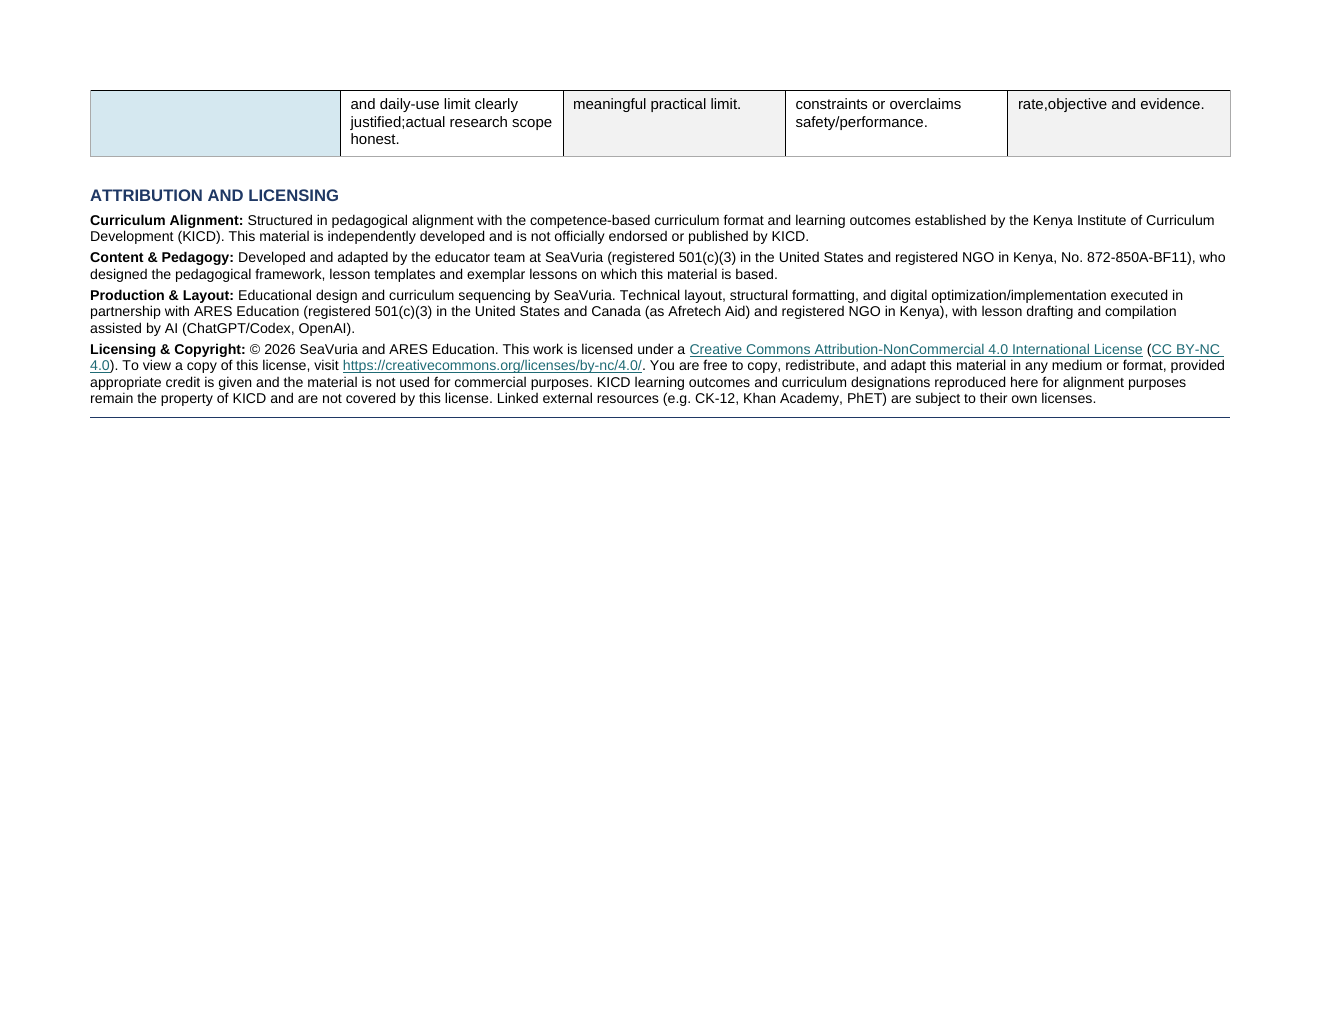 and daily-use limit clearly
justified;actual research scope
honest.
meaningful practical limit.
constraints or overclaims
safety/performance.
rate,objective and evidence.
ATTRIBUTION AND LICENSING
Curriculum Alignment: Structured in pedagogical alignment with the competence-based curriculum format and learning outcomes established by the Kenya Institute of Curriculum
Development (KICD). This material is independently developed and is not officially endorsed or published by KICD.
Content & Pedagogy: Developed and adapted by the educator team at SeaVuria (registered 501(c)(3) in the United States and registered NGO in Kenya, No. 872-850A-BF11), who
designed the pedagogical framework, lesson templates and exemplar lessons on which this material is based.
Production & Layout: Educational design and curriculum sequencing by SeaVuria. Technical layout, structural formatting, and digital optimization/implementation executed in
partnership with ARES Education (registered 501(c)(3) in the United States and Canada (as Afretech Aid) and registered NGO in Kenya), with lesson drafting and compilation
assisted by AI (ChatGPT/Codex, OpenAI).
Licensing & Copyright: © 2026 SeaVuria and ARES Education. This work is licensed under a Creative Commons Attribution-NonCommercial 4.0 International License (CC BY-NC
4.0). To view a copy of this license, visit https://creativecommons.org/licenses/by-nc/4.0/. You are free to copy, redistribute, and adapt this material in any medium or format, provided
appropriate credit is given and the material is not used for commercial purposes. KICD learning outcomes and curriculum designations reproduced here for alignment purposes
remain the property of KICD and are not covered by this license. Linked external resources (e.g. CK-12, Khan Academy, PhET) are subject to their own licenses.